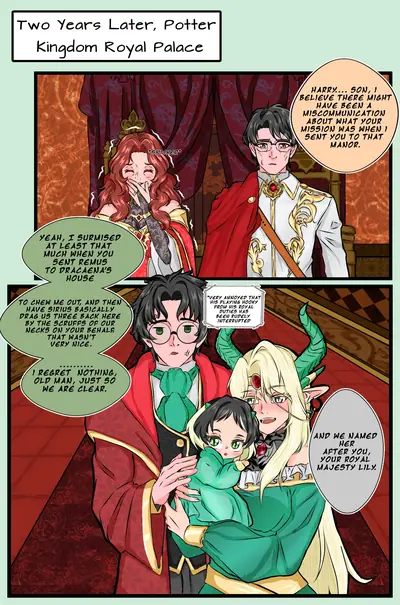 Two Years Later, Potter
Kingdom Royal Palace
HARRY... SON, I
BELIEVE THERE MIGHT
HAVE BEEN A
MISCOMMUNICATION
ABOUT WHAT YOUR
MISSION WAS WHEN I
SENT YOU TO THAT
MANOR.
YEAH, I SURMISED
AT LEAST THAT
MUCH WHEN YOU
SENT REMUS
TO DRACAENA'S
HOUSE
TO CHEW ME OUT, AND THEN
HAVE SIRIUS BASICALLY
DRAG US THREE BACK HERE
BY THE SCRUFFS OF OUR
NECKS ON YOUR BEHALF
THAT WASN'T
VERY NICE.
..........
I REGRET NOTHING,
OLD MAN, JUST SO
WE ARE CLEAR.
*VERY ANNOYED THAT
HIS PLAYING HOOKY
FROM HIS ROYAL
DUTIES HAS
BEEN RUDELY
INTERRUPTED
AND WE NAMED
HER
AFTER YOU,
YOUR ROYAL
MAJESTY LILY.